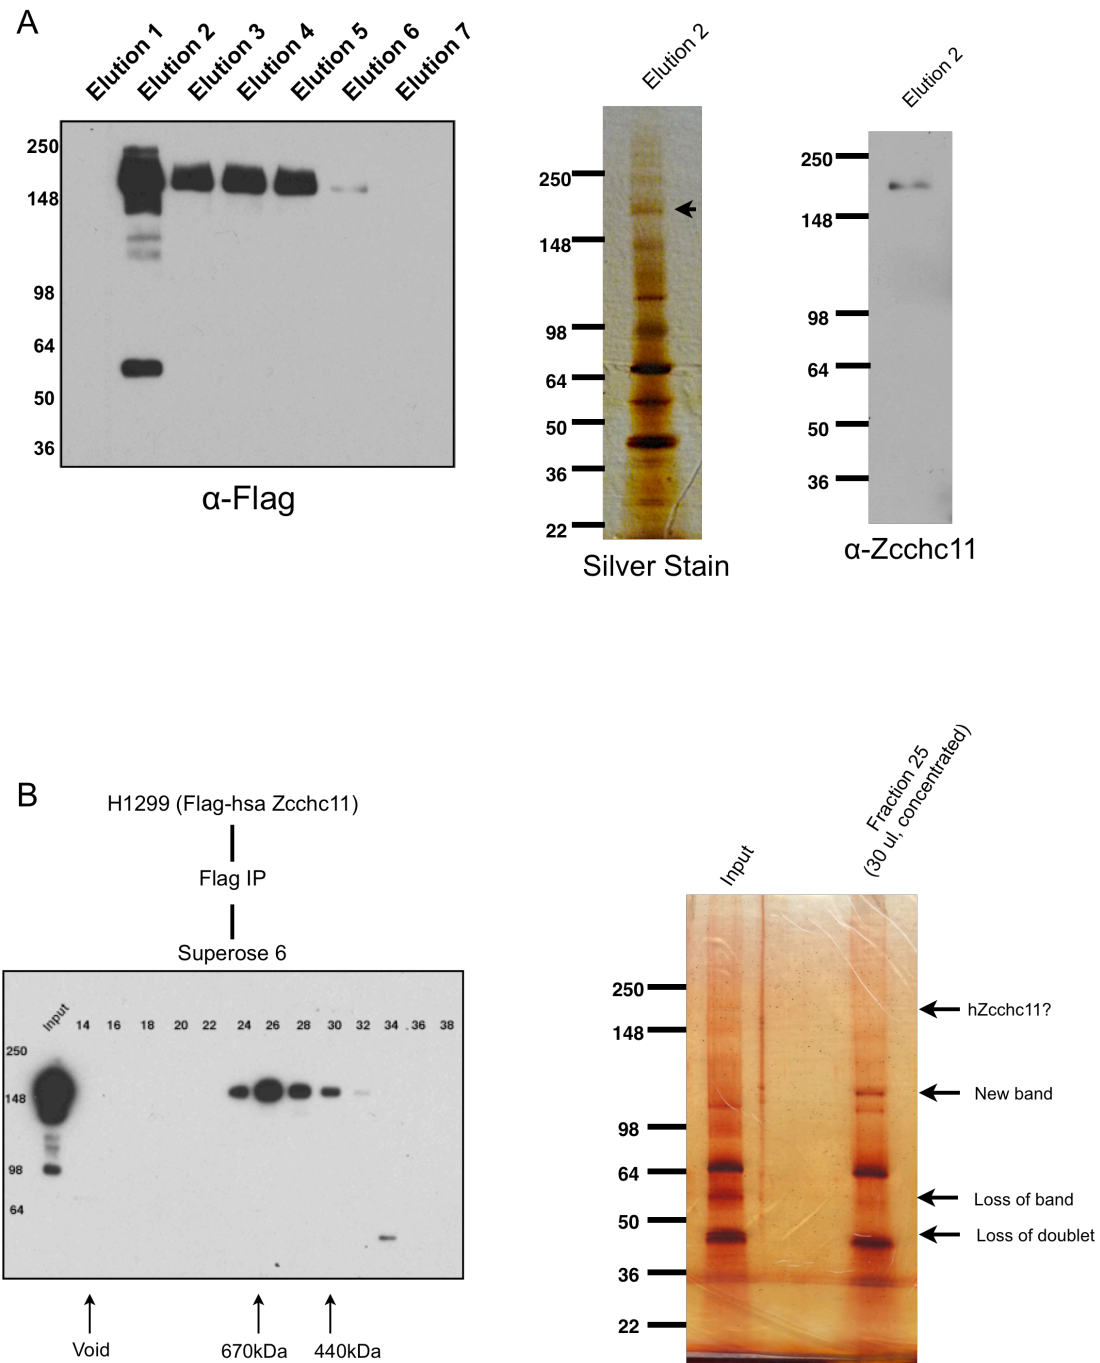 A
Elution 1
Elution 2
Elution 3
Elution 4
Elution 5
Elution 6
Elution 7
250
148
98
64
50
36
α-Flag
Elution 2
250
148
98
64
50
36
22
Silver Stain
Elution 2
250
148
98
64
50
36
α-Zcchc11
B
H1299 (Flag-hsa Zcchc11)
Flag IP
Superose 6
Input 14 16 18 20 22 24 26 28 30 32 34 36 38
250
148
98
64
Void
670kDa
440kDa
Input
Fraction 25
(30 ul, concentrated)
250
148
98
64
50
36
22
hZcchc11?
New band
Loss of band
Loss of doublet